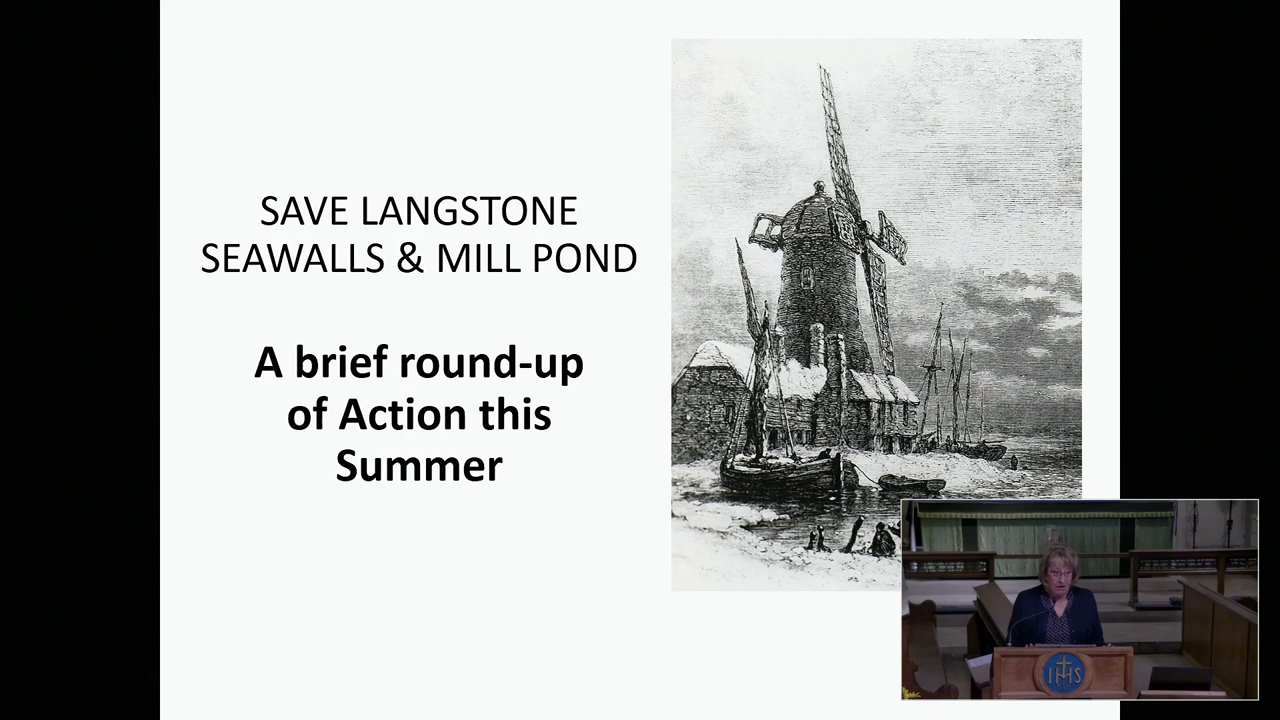 SAVE LANGSTONE
SEAWALLS & MILL POND
A brief round-up
of Action this
Summer
IHS